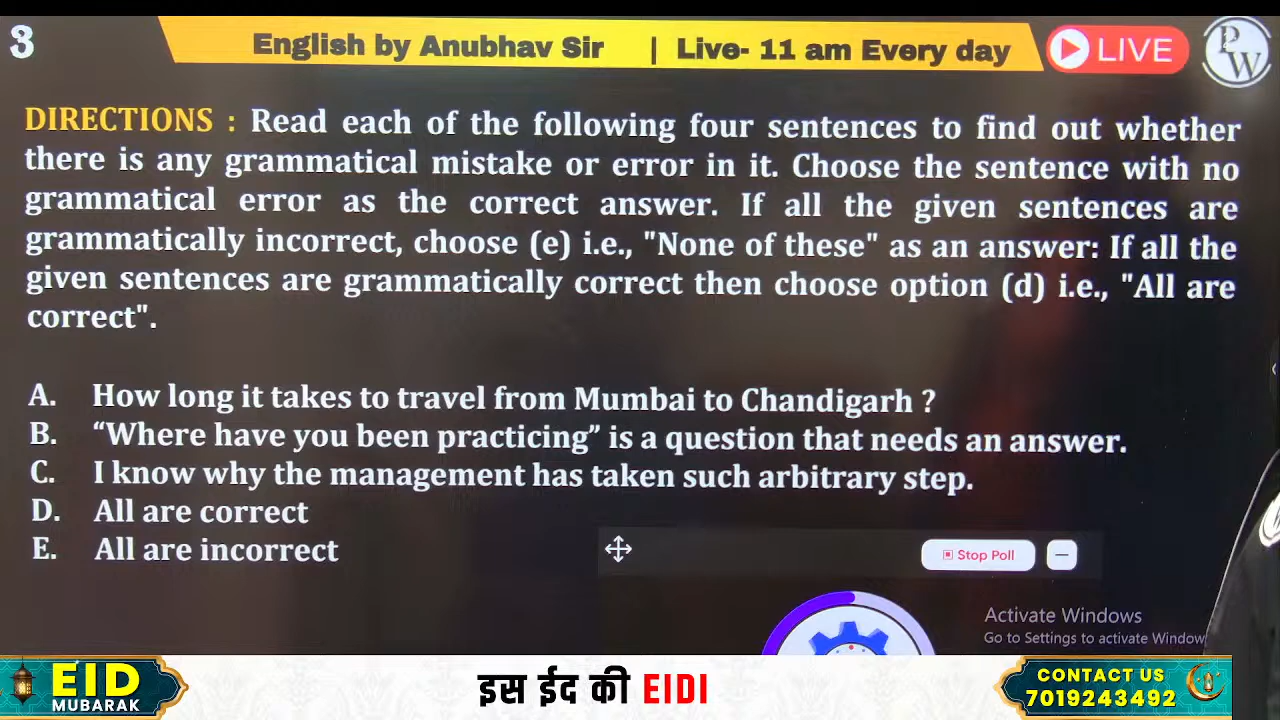 3
English by Anubhav Sir | Live- 11 am Every day
LIVE
PW
DIRECTIONS : Read each of the following four sentences to find out whether
there is any grammatical mistake or error in it. Choose the sentence with no
grammatical error as the correct answer. If all the given sentences are
grammatically incorrect, choose (e) i.e., "None of these" as an answer: If all the
given sentences are grammatically correct then choose option (d) i.e., "All are
correct".
A. How long it takes to travel from Mumbai to Chandigarh ?
B. “Where have you been practicing” is a question that needs an answer.
C. I know why the management has taken such arbitrary step.
D. All are correct
E. All are incorrect
Stop Poll
Activate Windows
Go to Settings to activate Window
EID
MUBARAK
इस ईद की EIDI
CONTACT US
7019243492